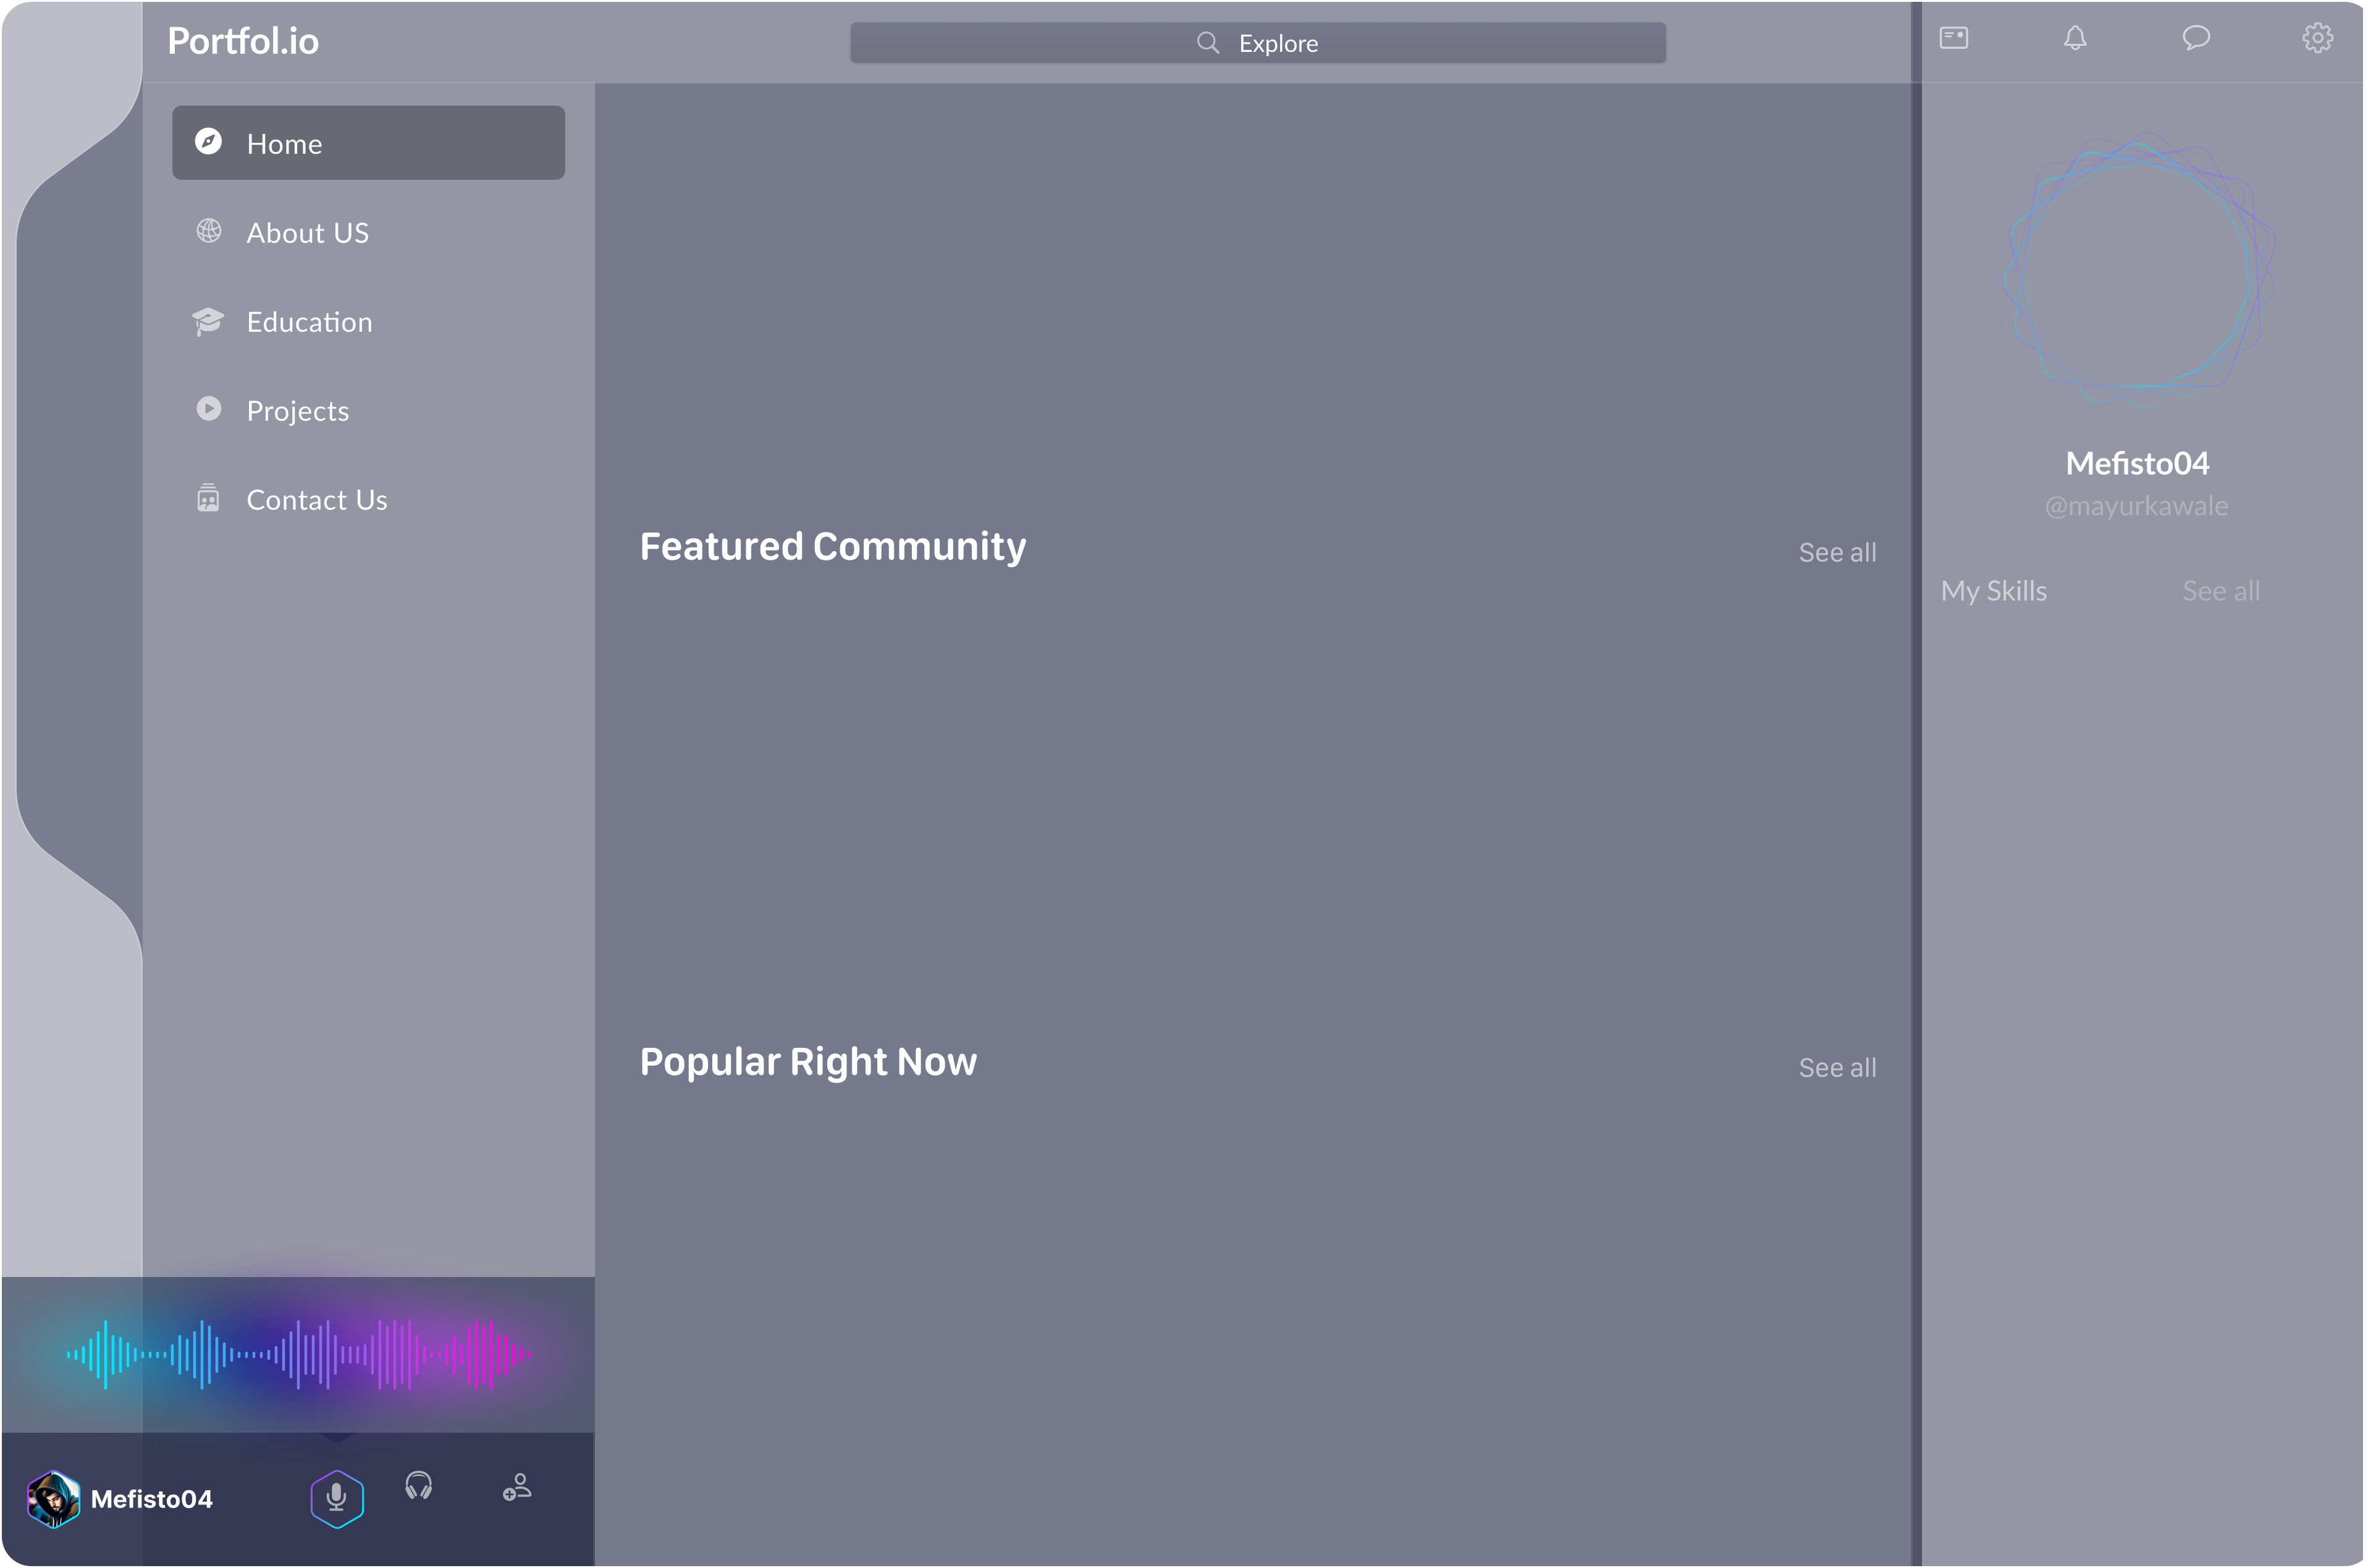 Portfol.io
Explore
Home
About US
Education
Projects
Contact Us
Featured Community
See all
Popular Right Now
See all
Mefisto04
@mayurkawale
My Skills
See all
Mefisto04